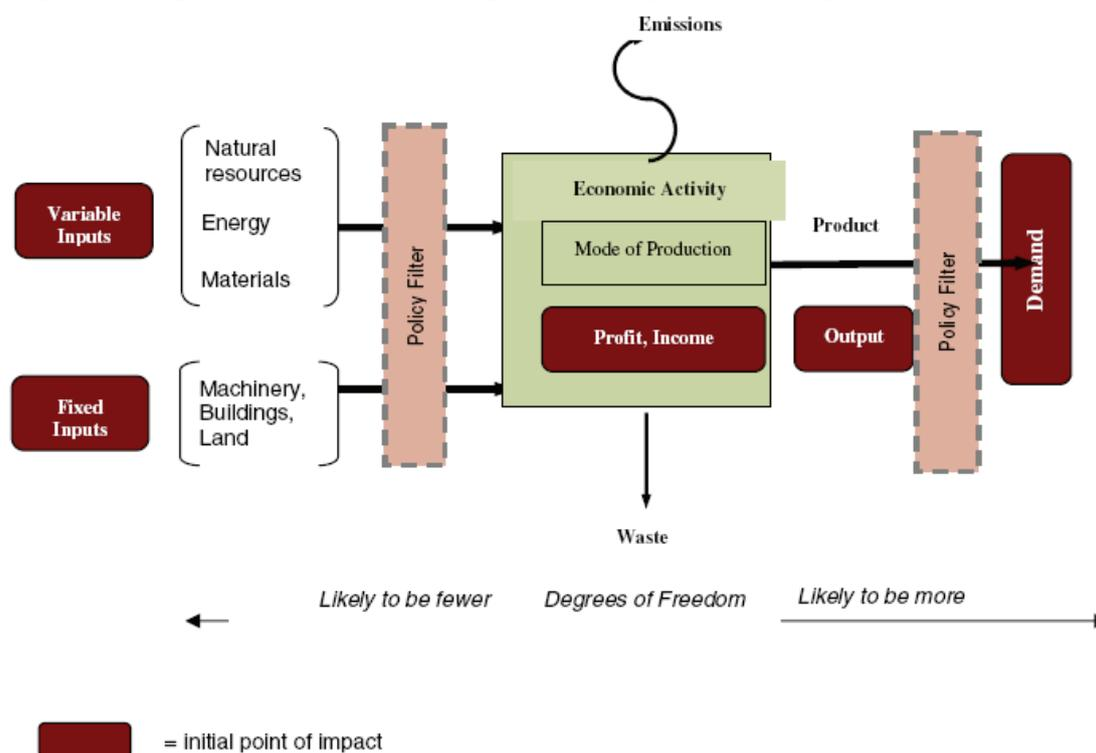 Emissions
Natural
resources
Energy
Materials
Variable
Inputs
Policy Filter
Economic Activity
Mode of Production
Profit, Income
Product
Output
Policy Filter
Demand
Fixed
Inputs
Machinery,
Buildings,
Land
Waste
Likely to be fewer
Degrees of Freedom
Likely to be more
= initial point of impact